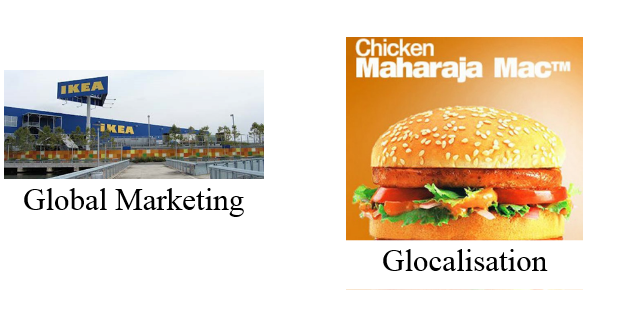 IKEA
IKEA
Global Marketing
Chicken
Maharaja Mac™
Glocalisation